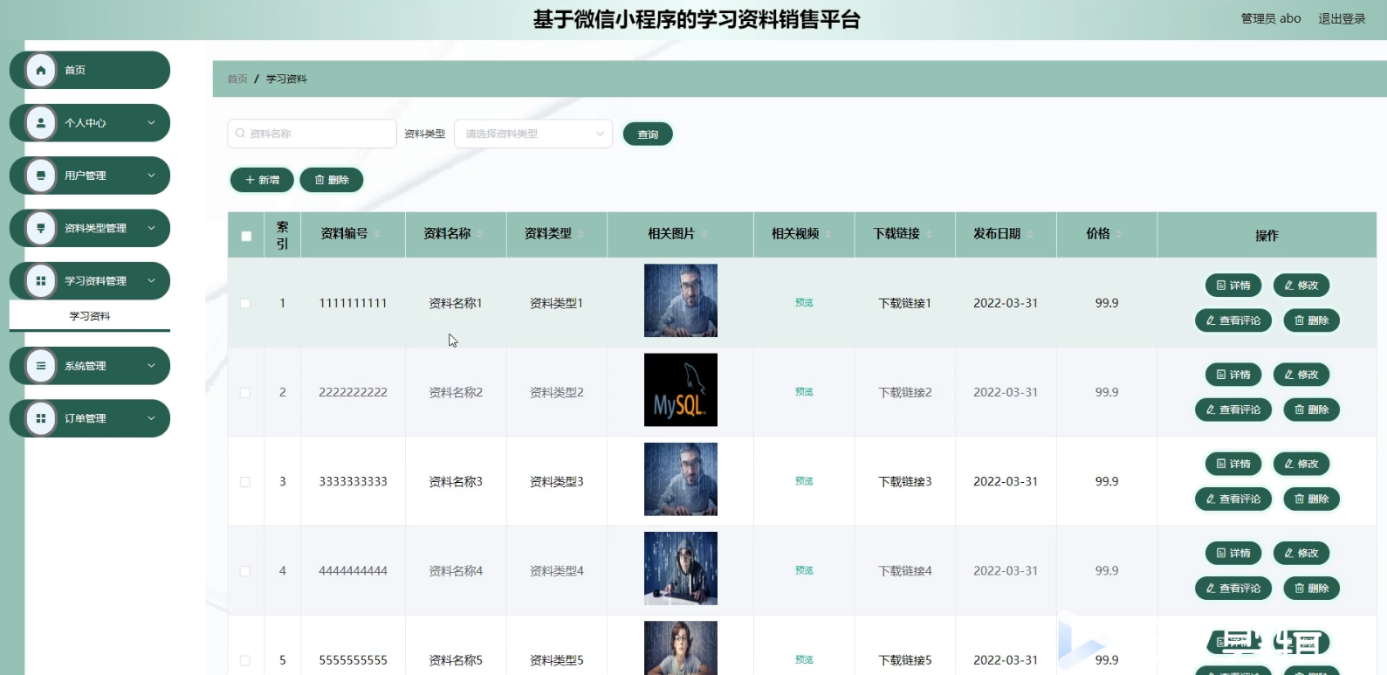 基于微信小程序的学习资料销售平台
管理员 abo 退出登录
首页
个人中心
用户管理
资料类型管理
学习资料管理
学习资料
系统管理
订单管理
首页 / 学习资料
资料名称 资料类型 请选择资料类型 查询
新增 删除
索引 资料编号 资料名称 资料类型 相关图片 相关视频 下载链接 发布日期 价格 操作
1 1111111111 资料名称1 资料类型1 预览 下载链接1 2022-03-31 99.9 详情 修改
查看评论 删除
2 2222222222 资料名称2 资料类型2 MySQL 预览 下载链接2 2022-03-31 99.9 详情 修改
查看评论 删除
3 3333333333 资料名称3 资料类型3 预览 下载链接3 2022-03-31 99.9 详情 修改
查看评论 删除
4 4444444444 资料名称4 资料类型4 预览 下载链接4 2022-03-31 99.9 详情 修改
查看评论 删除
5 5555555555 资料名称5 资料类型5 预览 下载链接5 2022-03-31 99.9